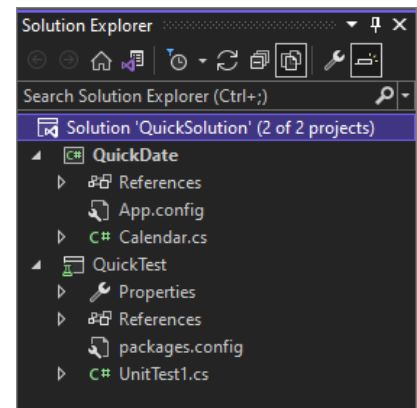 Solution Explorer
Search Solution Explorer (Ctrl+;)
Solution 'QuickSolution' (2 of 2 projects)
C# QuickDate
References
App.config
C# Calendar.cs
QuickTest
Properties
References
packages.config
C# UnitTest1.cs